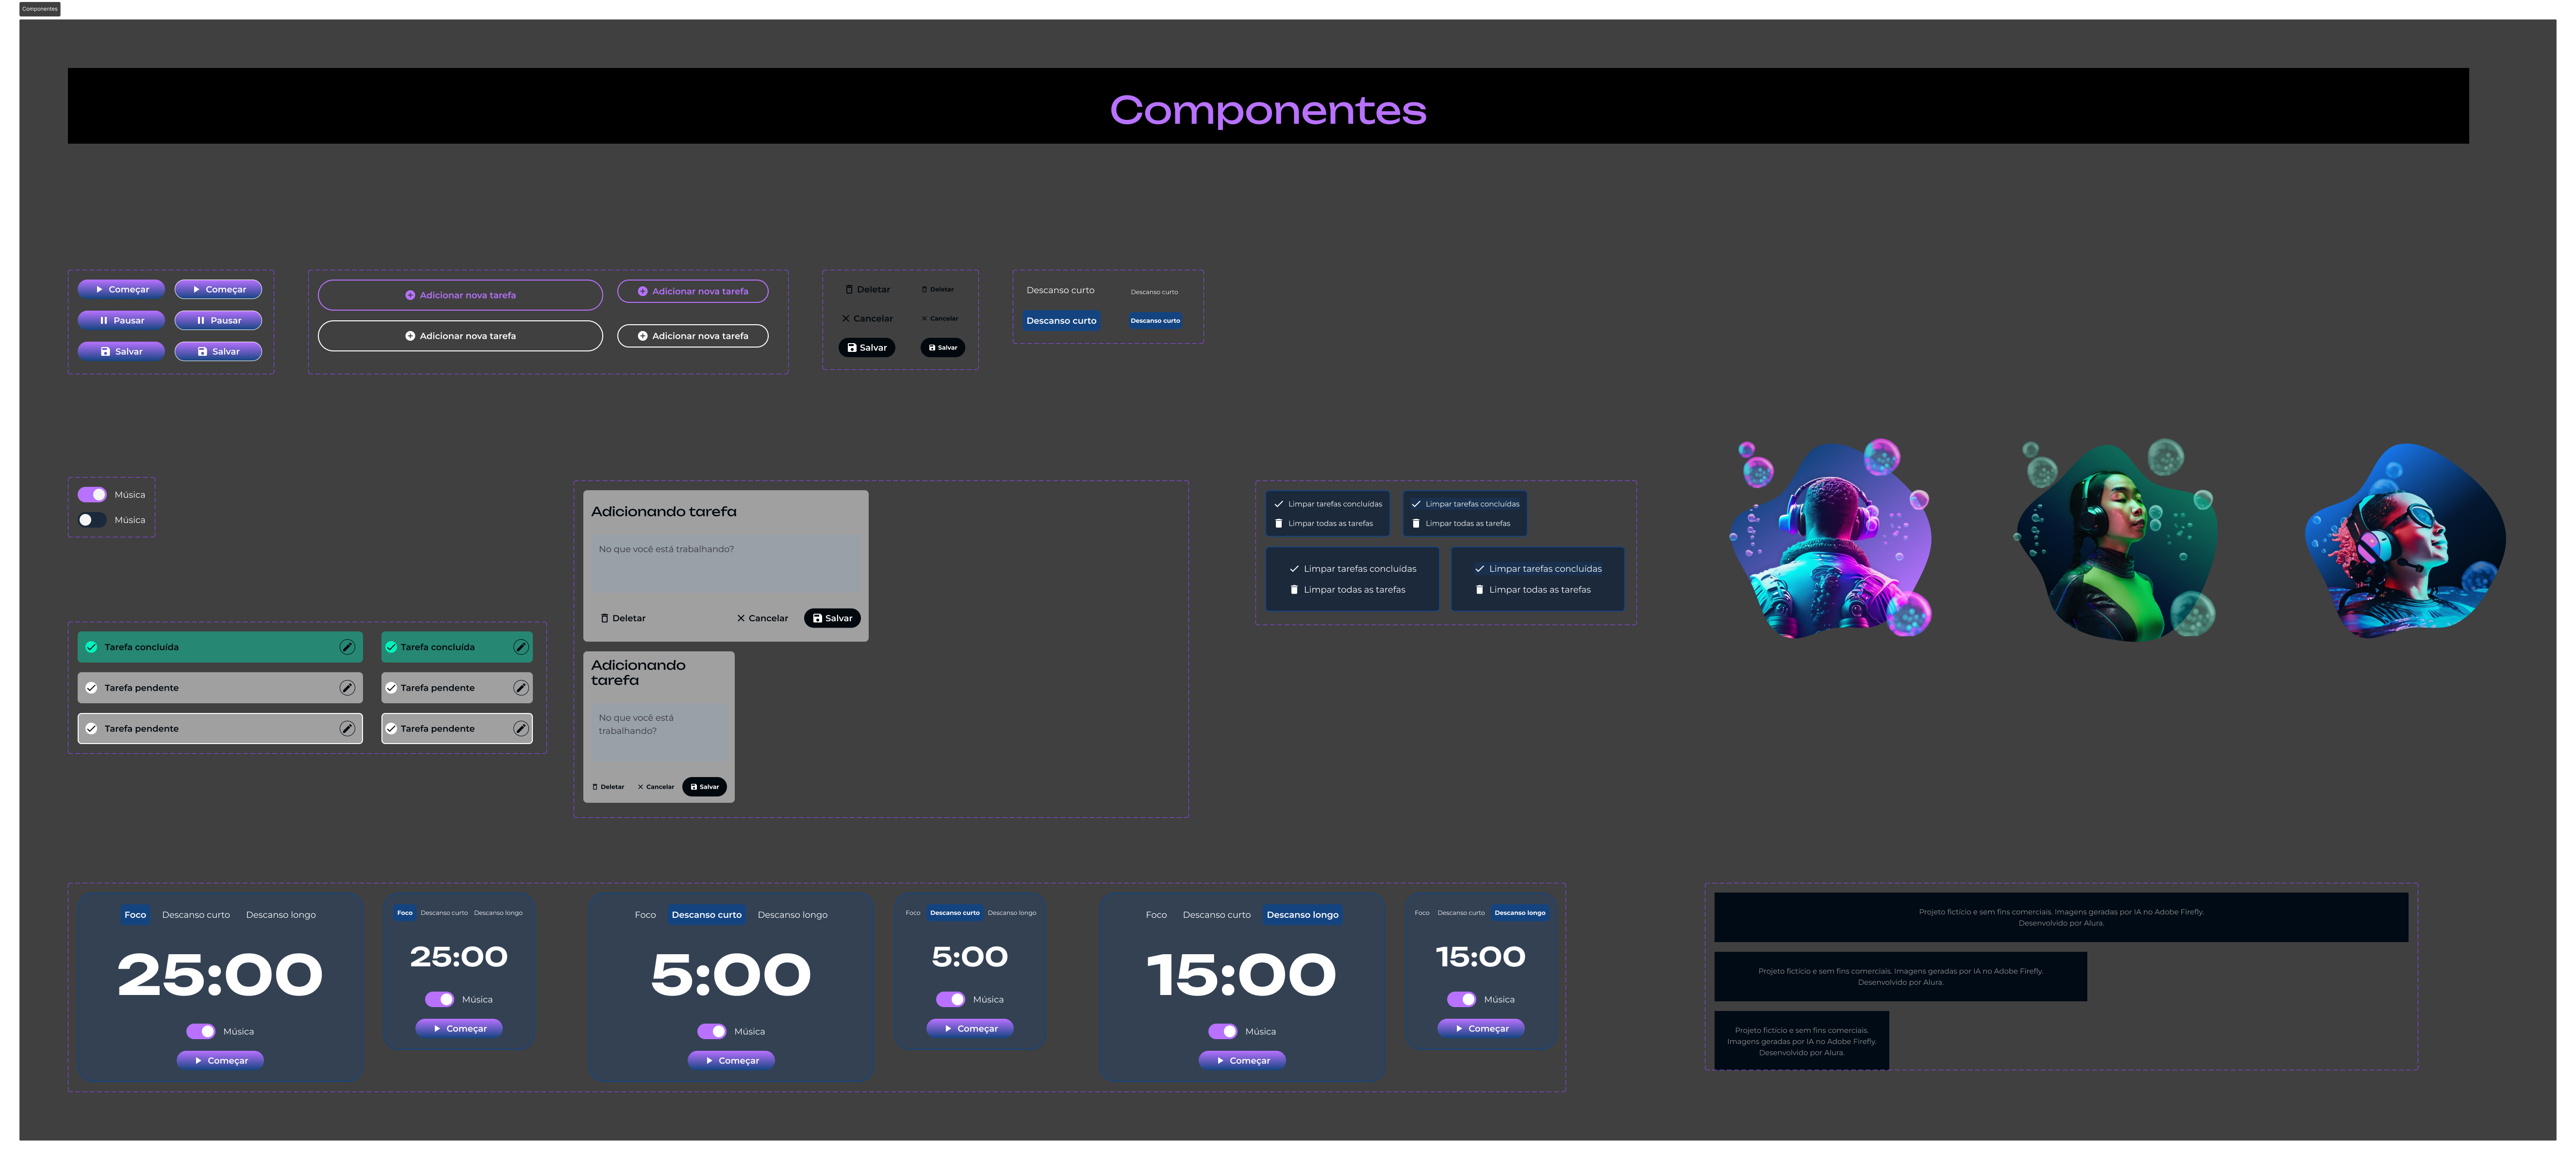 Componentes
Componentes
Começar
Começar
Pausar
Pausar
Salvar
Salvar
Adicionar nova tarefa
Adicionar nova tarefa
Adicionar nova tarefa
Adicionar nova tarefa
Deletar
Deletar
Cancelar
Cancelar
Salvar
Salvar
Descanso curto
Descanso curto
Descanso curto
Descanso curto
Música
Música
Tarefa concluída
Tarefa concluída
Tarefa pendente
Tarefa pendente
Tarefa pendente
Tarefa pendente
Adicionando tarefa
No que você está trabalhando?
Deletar
Cancelar
Salvar
Adicionando
tarefa
No que você está
trabalhando?
Deletar
Cancelar
Salvar
Limpar tarefas concluídas
Limpar todas as tarefas
Limpar tarefas concluídas
Limpar todas as tarefas
Limpar tarefas concluídas
Limpar todas as tarefas
Limpar tarefas concluídas
Limpar todas as tarefas
Foco Descanso curto Descanso longo
25:00
Música
Começar
Foco Descanso curto Descanso longo
25:00
Música
Começar
Foco Descanso curto Descanso longo
5:00
Música
Começar
Foco Descanso curto Descanso longo
5:00
Música
Começar
Foco Descanso curto Descanso longo
15:00
Música
Começar
Foco Descanso curto Descanso longo
15:00
Música
Começar
Projeto fictício e sem fins comerciais. Imagens geradas por IA no Adobe Firefly.
Desenvolvido por Alura.
Projeto fictício e sem fins comerciais. Imagens geradas por IA no Adobe Firefly.
Desenvolvido por Alura.
Projeto fictício e sem fins comerciais.
Imagens geradas por IA no Adobe Firefly.
Desenvolvido por Alura.